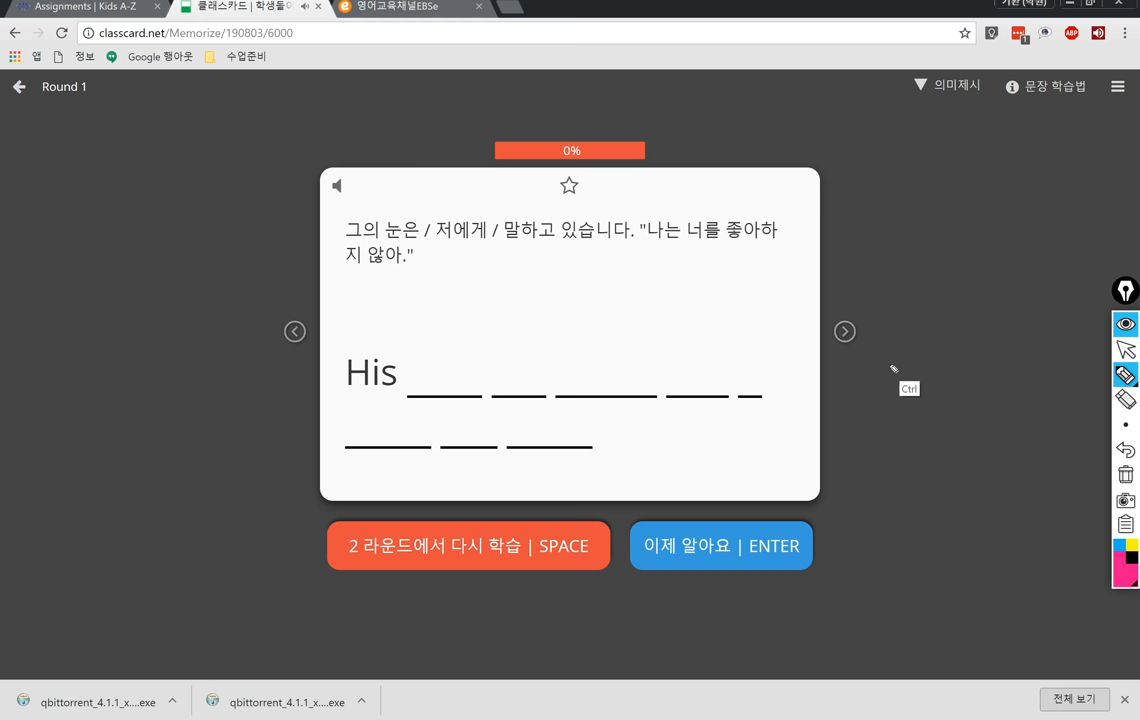 Assignments | Kids A-Z
클래스카드 | 학생들이
영어교육채널EBSe
classcard.net/Memorize/190803/6000
ABP
1
앱
정보
Google 행아웃
수업준비
Round 1
의미제시
문장 학습법
0%
그의 눈은 / 저에게 / 말하고 있습니다. "나는 너를 좋아하
지 않아."
His
Ctrl
2 라운드에서 다시 학습 | SPACE
이제 알아요 | ENTER
qbittorrent_4.1.1_x....exe
qbittorrent_4.1.1_x....exe
전체 보기